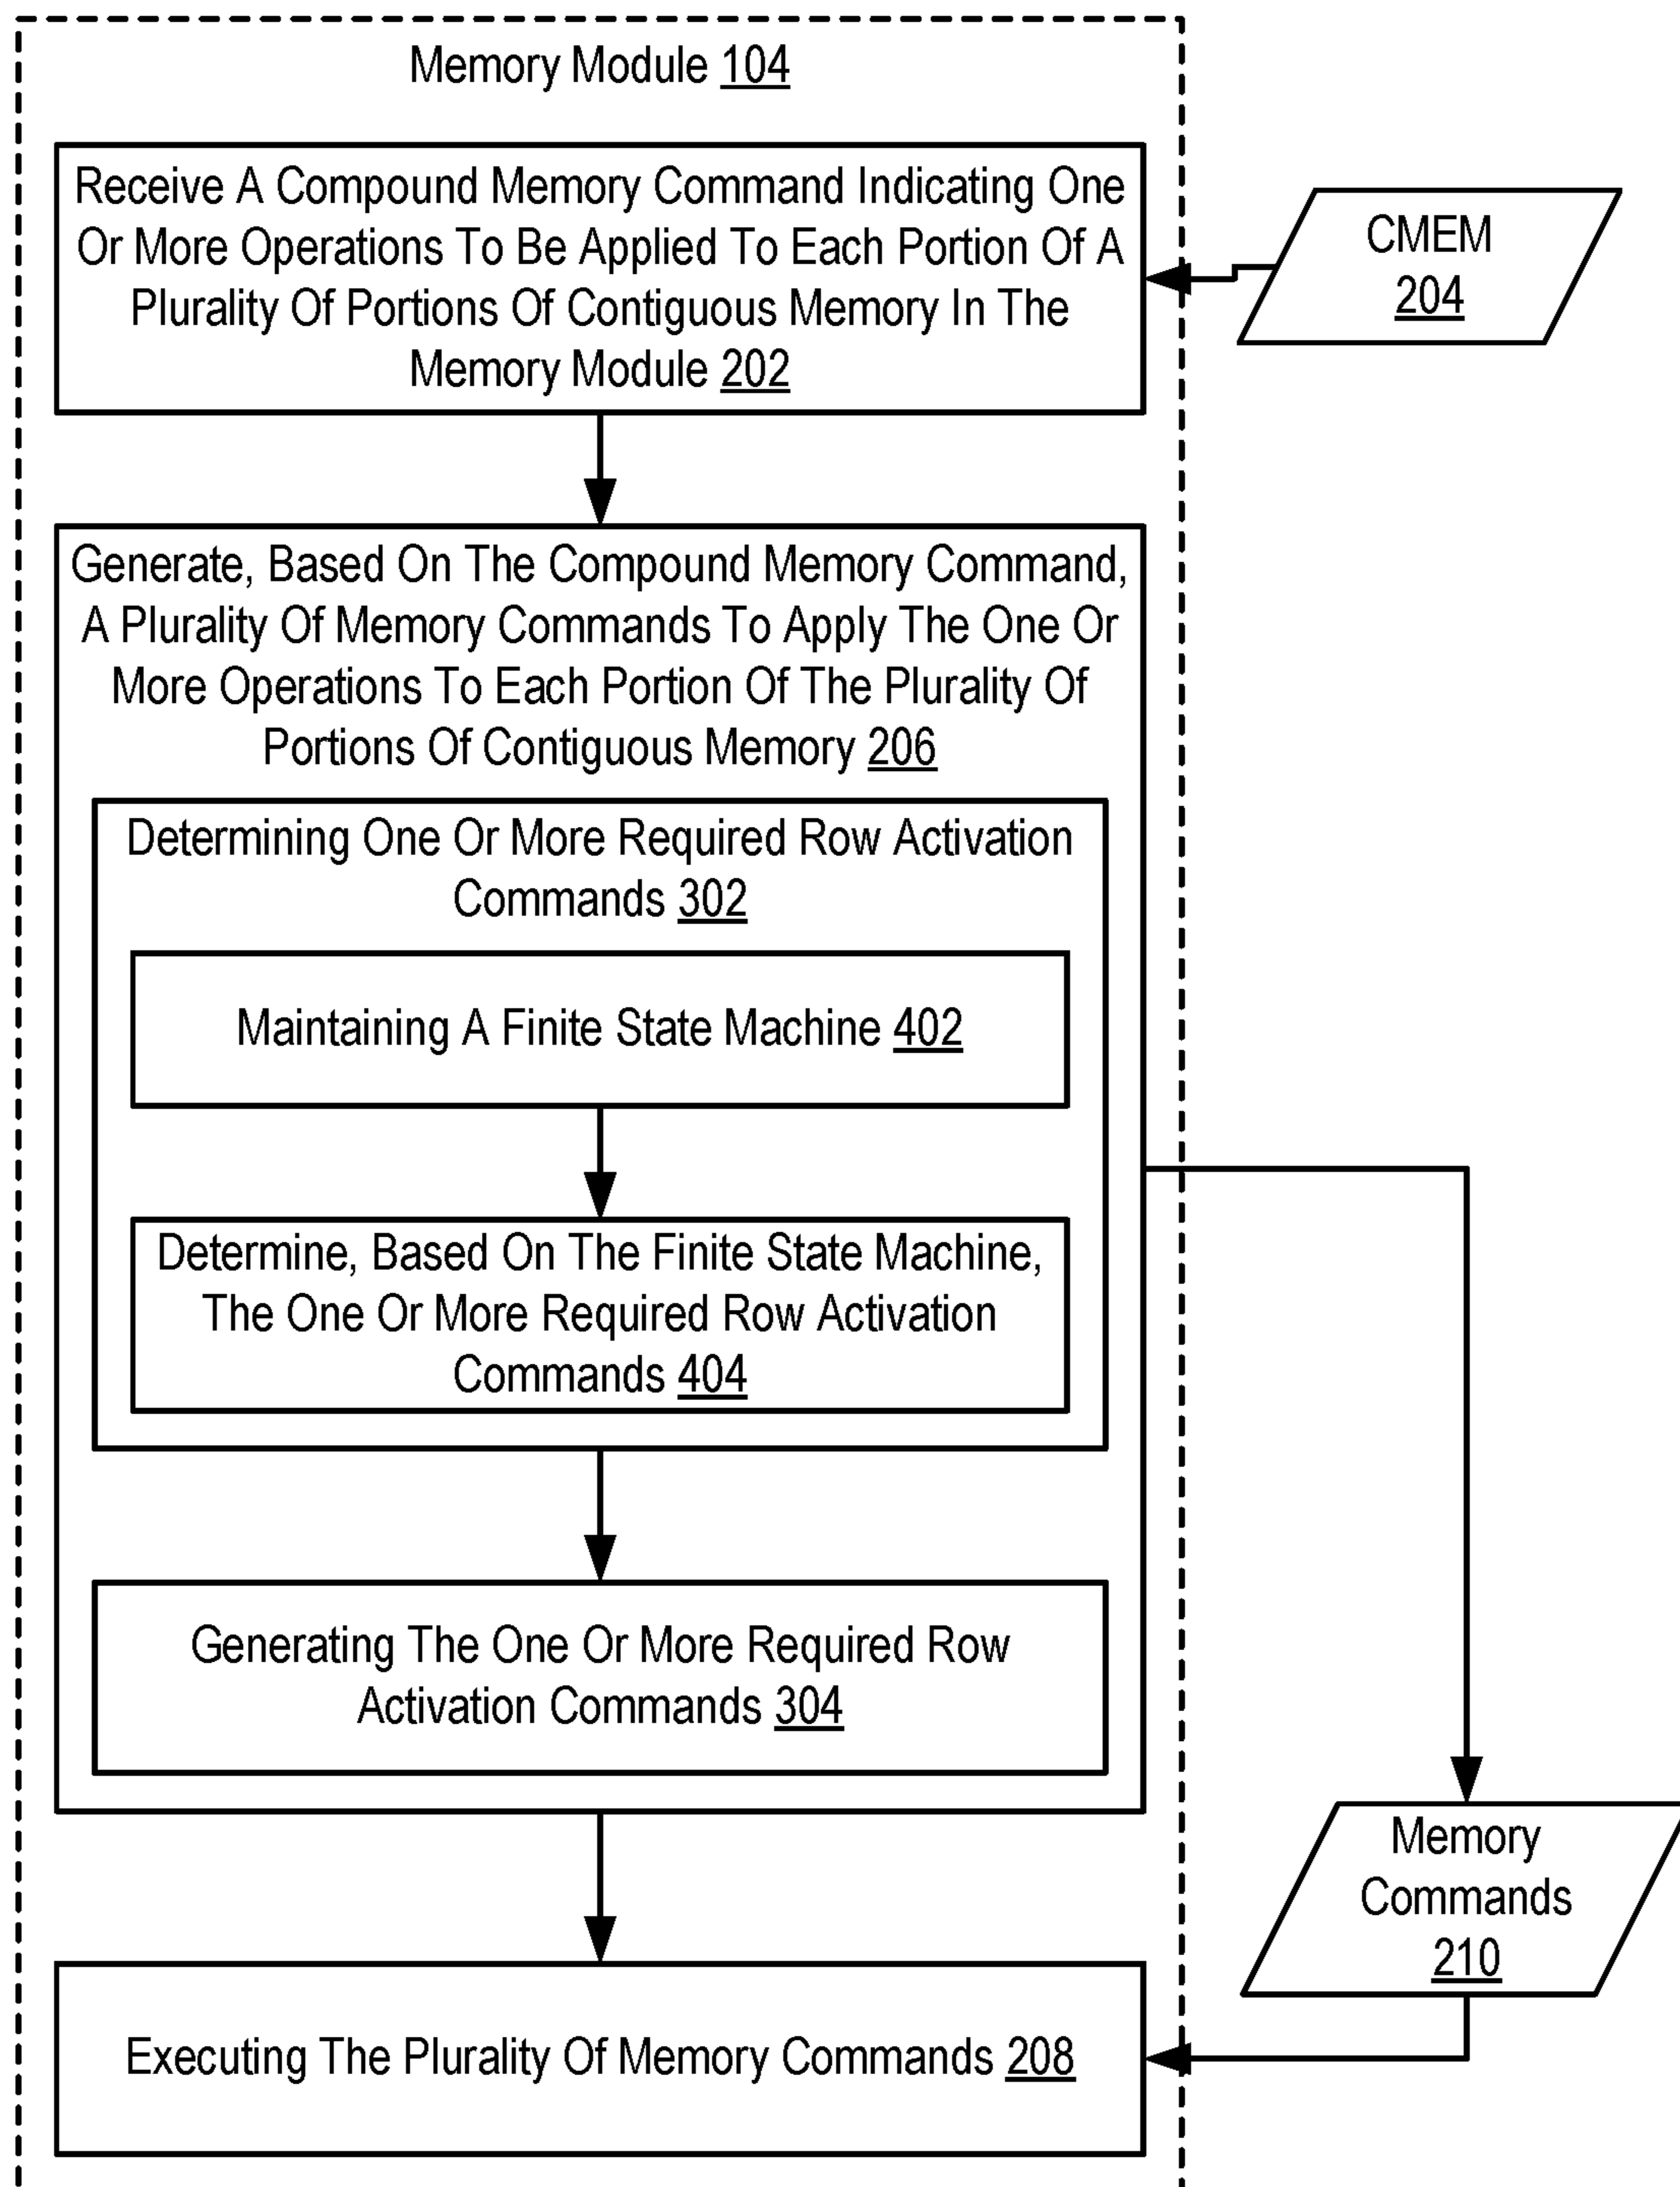 Memory Module 104
Receive A Compound Memory Command Indicating One
Or More Operations To Be Applied To Each Portion Of A
Plurality Of Portions Of Contiguous Memory In The
Memory Module 202
CMEM
204
Generate, Based On The Compound Memory Command,
A Plurality Of Memory Commands To Apply The One Or
More Operations To Each Portion Of The Plurality Of
Portions Of Contiguous Memory 206
Determining One Or More Required Row Activation
Commands 302
Maintaining A Finite State Machine 402
Determine, Based On The Finite State Machine,
The One Or More Required Row Activation
Commands 404
Generating The One Or More Required Row
Activation Commands 304
Memory
Commands
210
Executing The Plurality Of Memory Commands 208